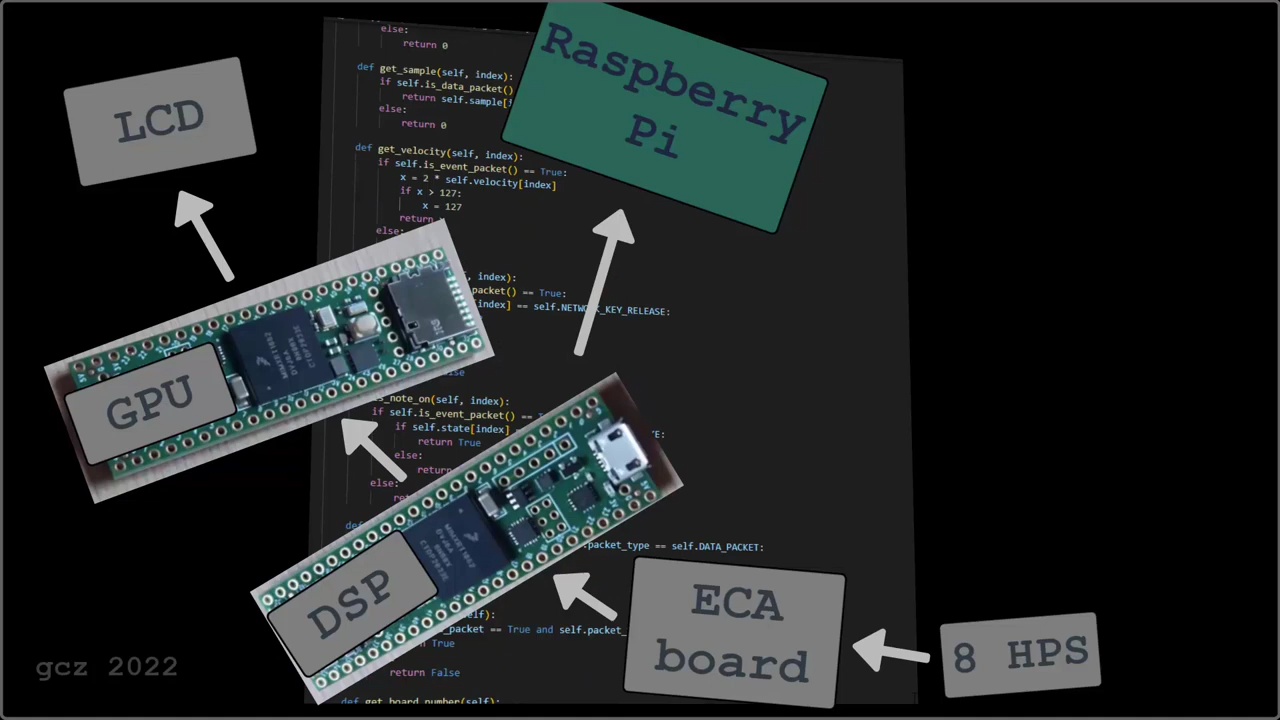 else:
return 0
def get_sample(self, index):
if self.is_data_packet()
return self.sample[i
else:
return 0
def get_velocity(self, index):
if self.is_event_packet() == True:
x = 2 * self.velocity[index]
if x > 127:
x = 127
return
else:
Raspberry
Pi
LCD
index):
packet() == True:
index] == self.NETWORK_KEY_RELEASE:
GPU
is_note_on(self, index):
if self.is_event_packet() ==
if self.state[index]
return True
else:
return
else:
DSP
.packet_type == self.DATA_PACKET:
ECA
board
8 HPS
self):
_packet == True and self.packet_
True
return False
def get_board_number(self):
gcz 2022